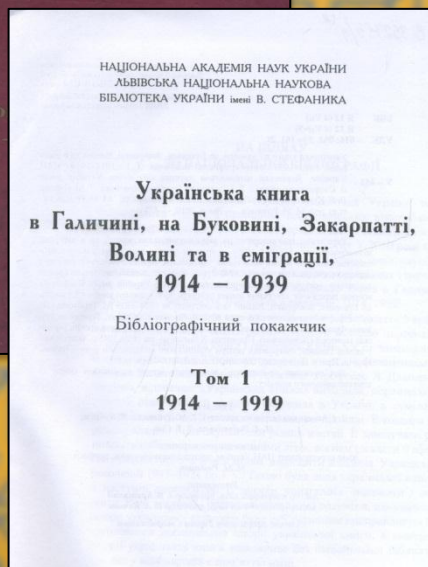 НАЦІОНАЛЬНА АКАДЕМІЯ НАУК УКРАЇНИ
ЛЬВІВСЬКА НАЦІОНАЛЬНА НАУКОВА
БІБЛІОТЕКА УКРАЇНИ імені В. СТЕФАНИКА
Українська книга
в Галичині, на Буковині, Закарпатті,
Волині та в еміграції,
1914 – 1939
Бібліографічний покажчик
Том 1
1914 – 1919